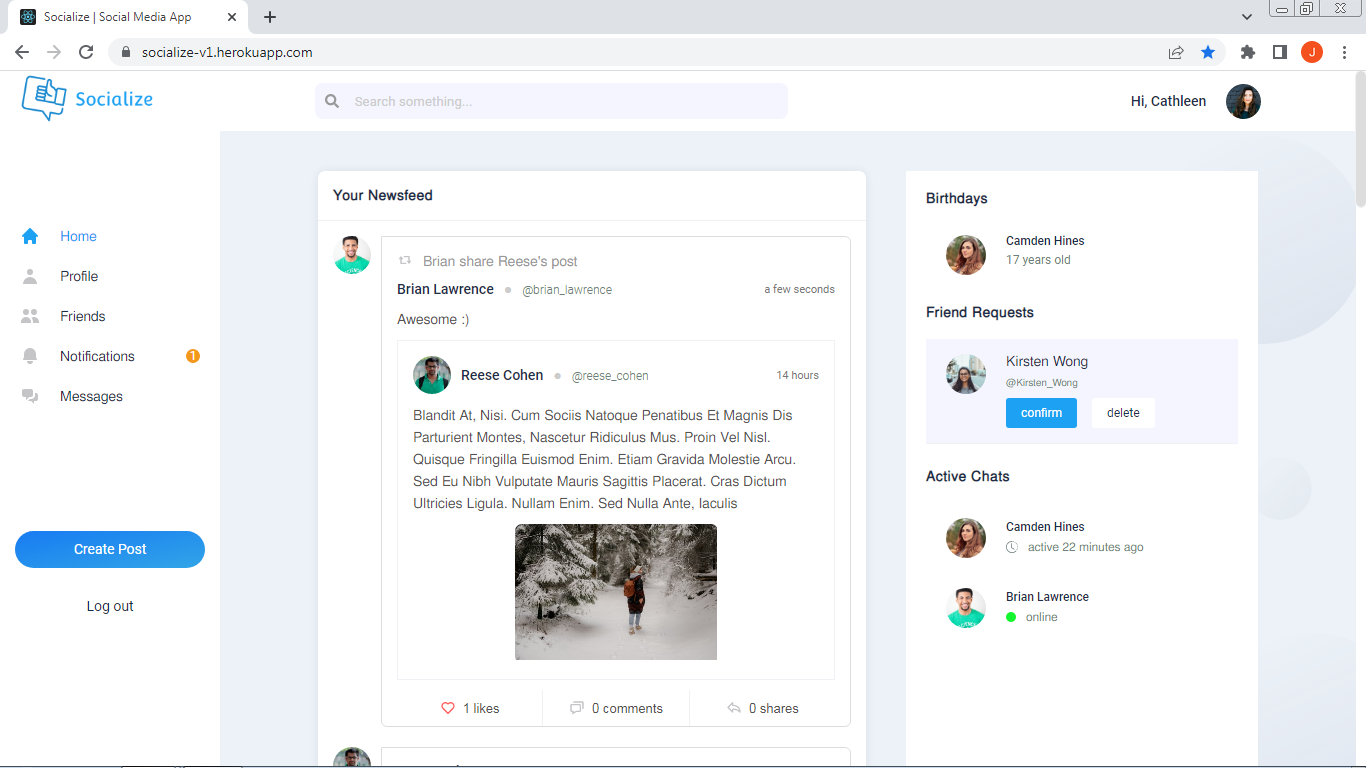 Socialize | Social Media App
socialize-v1.herokuapp.com
J
Socialize
Search something...
Hi, Cathleen
Home
Profile
Friends
Notifications 1
Messages
Create Post
Log out
Your Newsfeed
Brian share Reese's post
Brian Lawrence @brian_lawrence a few seconds
Awesome :)
Reese Cohen @reese_cohen 14 hours
Blandit At, Nisi. Cum Sociis Natoque Penatibus Et Magnis Dis
Parturient Montes, Nascetur Ridiculus Mus. Proin Vel Nisl.
Quisque Fringilla Euismod Enim. Etiam Gravida Molestie Arcu.
Sed Eu Nibh Vulputate Mauris Sagittis Placerat. Cras Dictum
Ultricies Ligula. Nullam Enim. Sed Nulla Ante, Iaculis
1 likes
0 comments
0 shares
Birthdays
Camden Hines
17 years old
Friend Requests
Kirsten Wong
@Kirsten_Wong
confirm delete
Active Chats
Camden Hines
active 22 minutes ago
Brian Lawrence
online